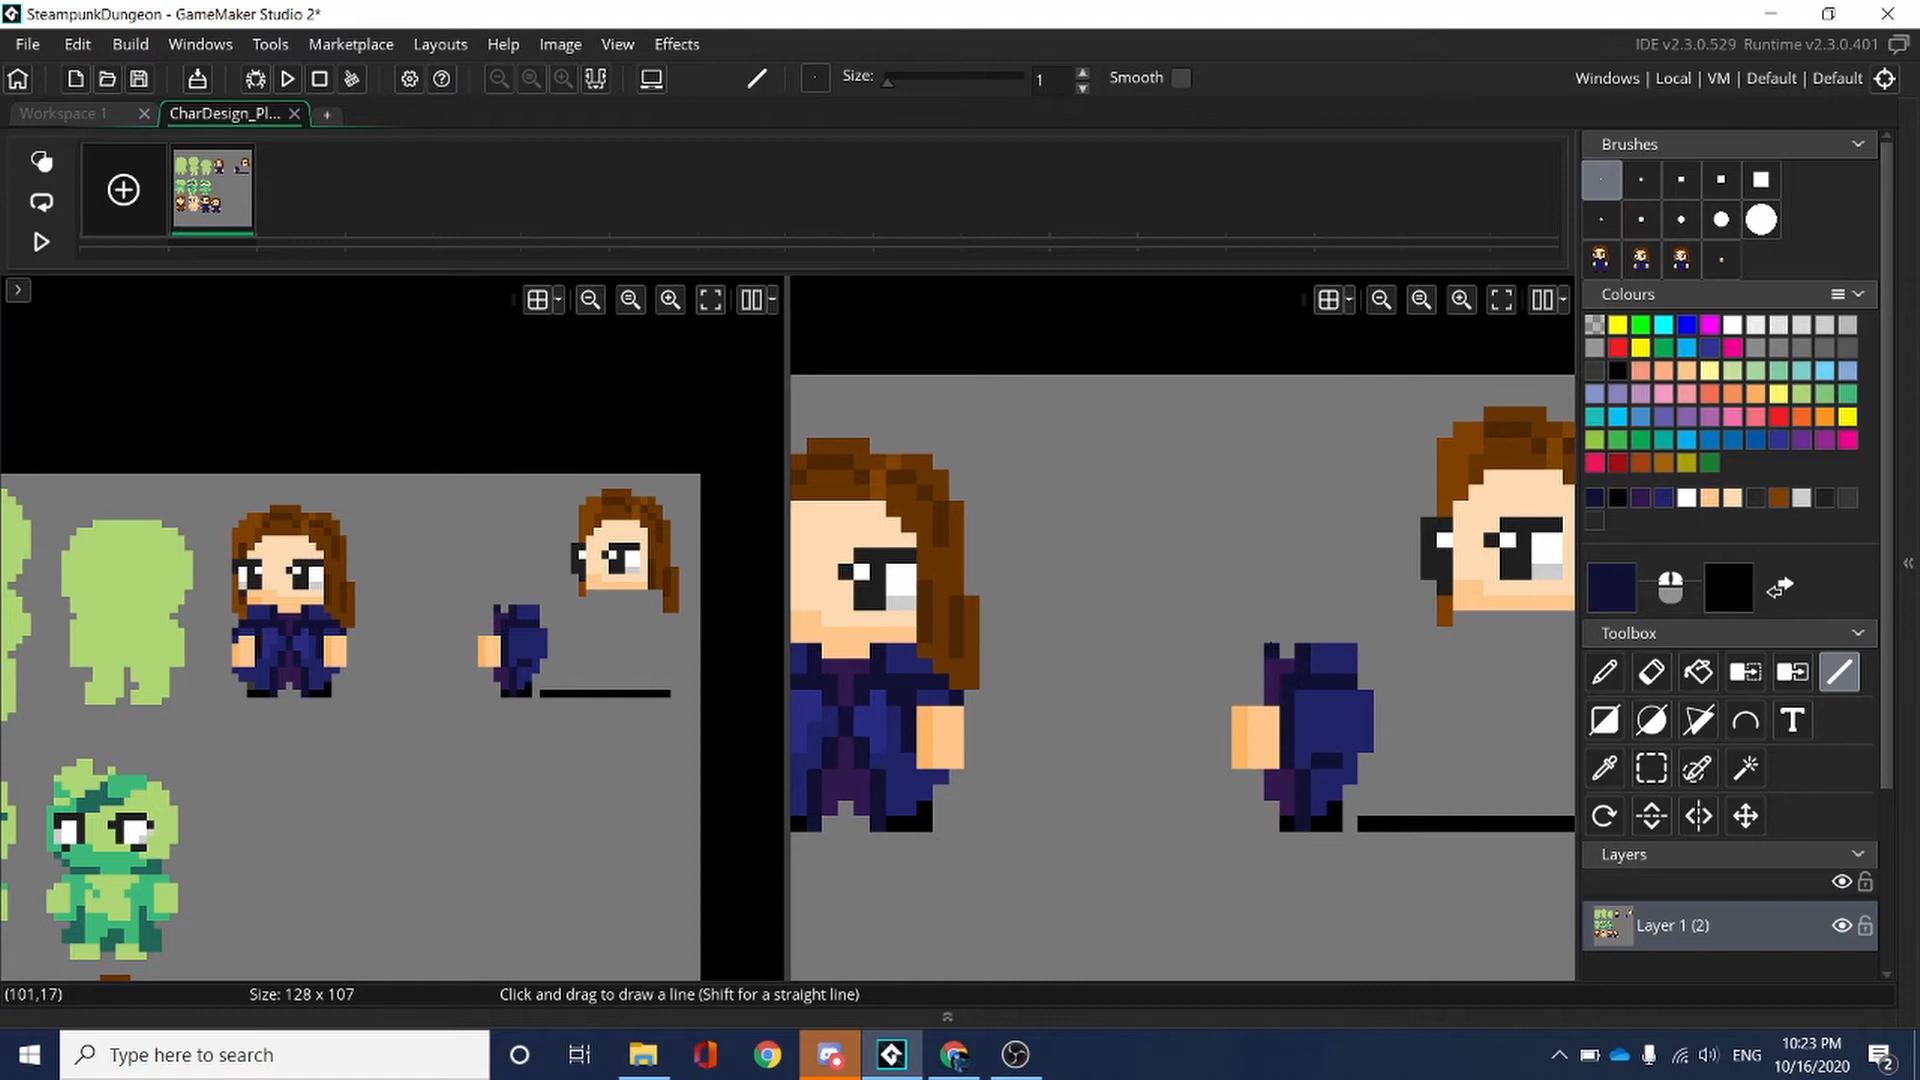 SteampunkDungeon - GameMaker Studio 2*
File Edit Build Windows Tools Marketplace Layouts Help Image View Effects
IDE v2.3.0.529 Runtime v2.3.0.401
Size: 1 Smooth
Windows | Local | VM | Default | Default
Workspace 1
CharDesign_Pl...
Brushes
Colours
Toolbox
T
Layers
Layer 1 (2)
(101,17) Size: 128 x 107 Click and drag to draw a line (Shift for a straight line)
Type here to search
ENG
10:23 PM
10/16/2020
2